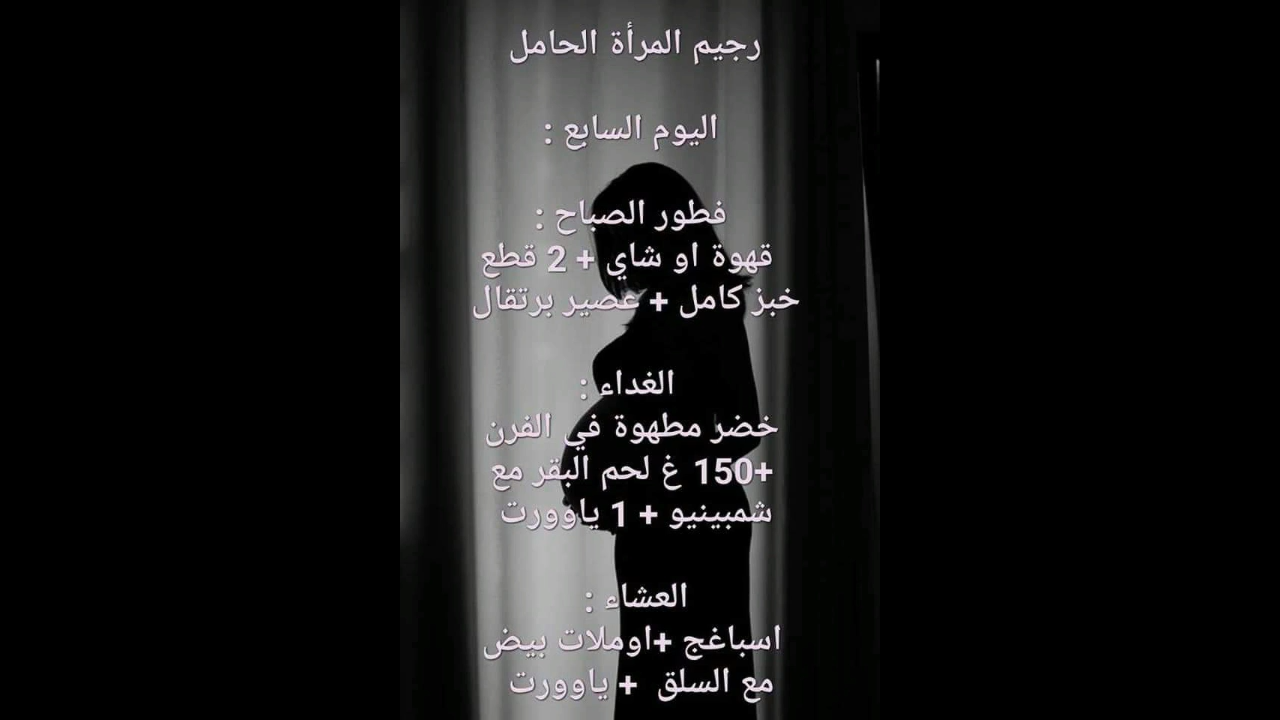 رجيم المرأة الحامل
اليوم السابع :
فطور الصباح :
قهوة او شاي + 2 قطع
خبز كامل + عصير برتقال
الغداء :
خضر مطهوة في الفرن
+150 غ لحم البقر مع
شمبينيو + 1 ياوورت
العشاء :
اسباغج +اوملات بيض
مع السلق + ياوورت